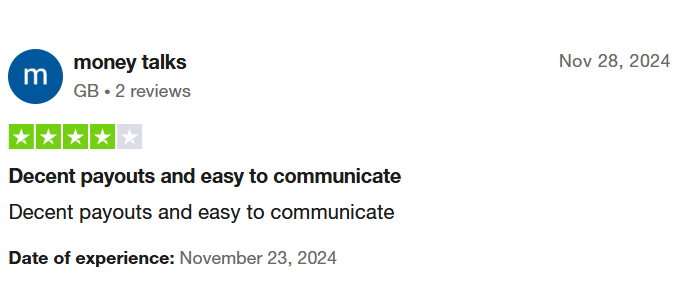 m
money talks
Nov 28, 2024
GB • 2 reviews
Decent payouts and easy to communicate
Decent payouts and easy to communicate
Date of experience: November 23, 2024